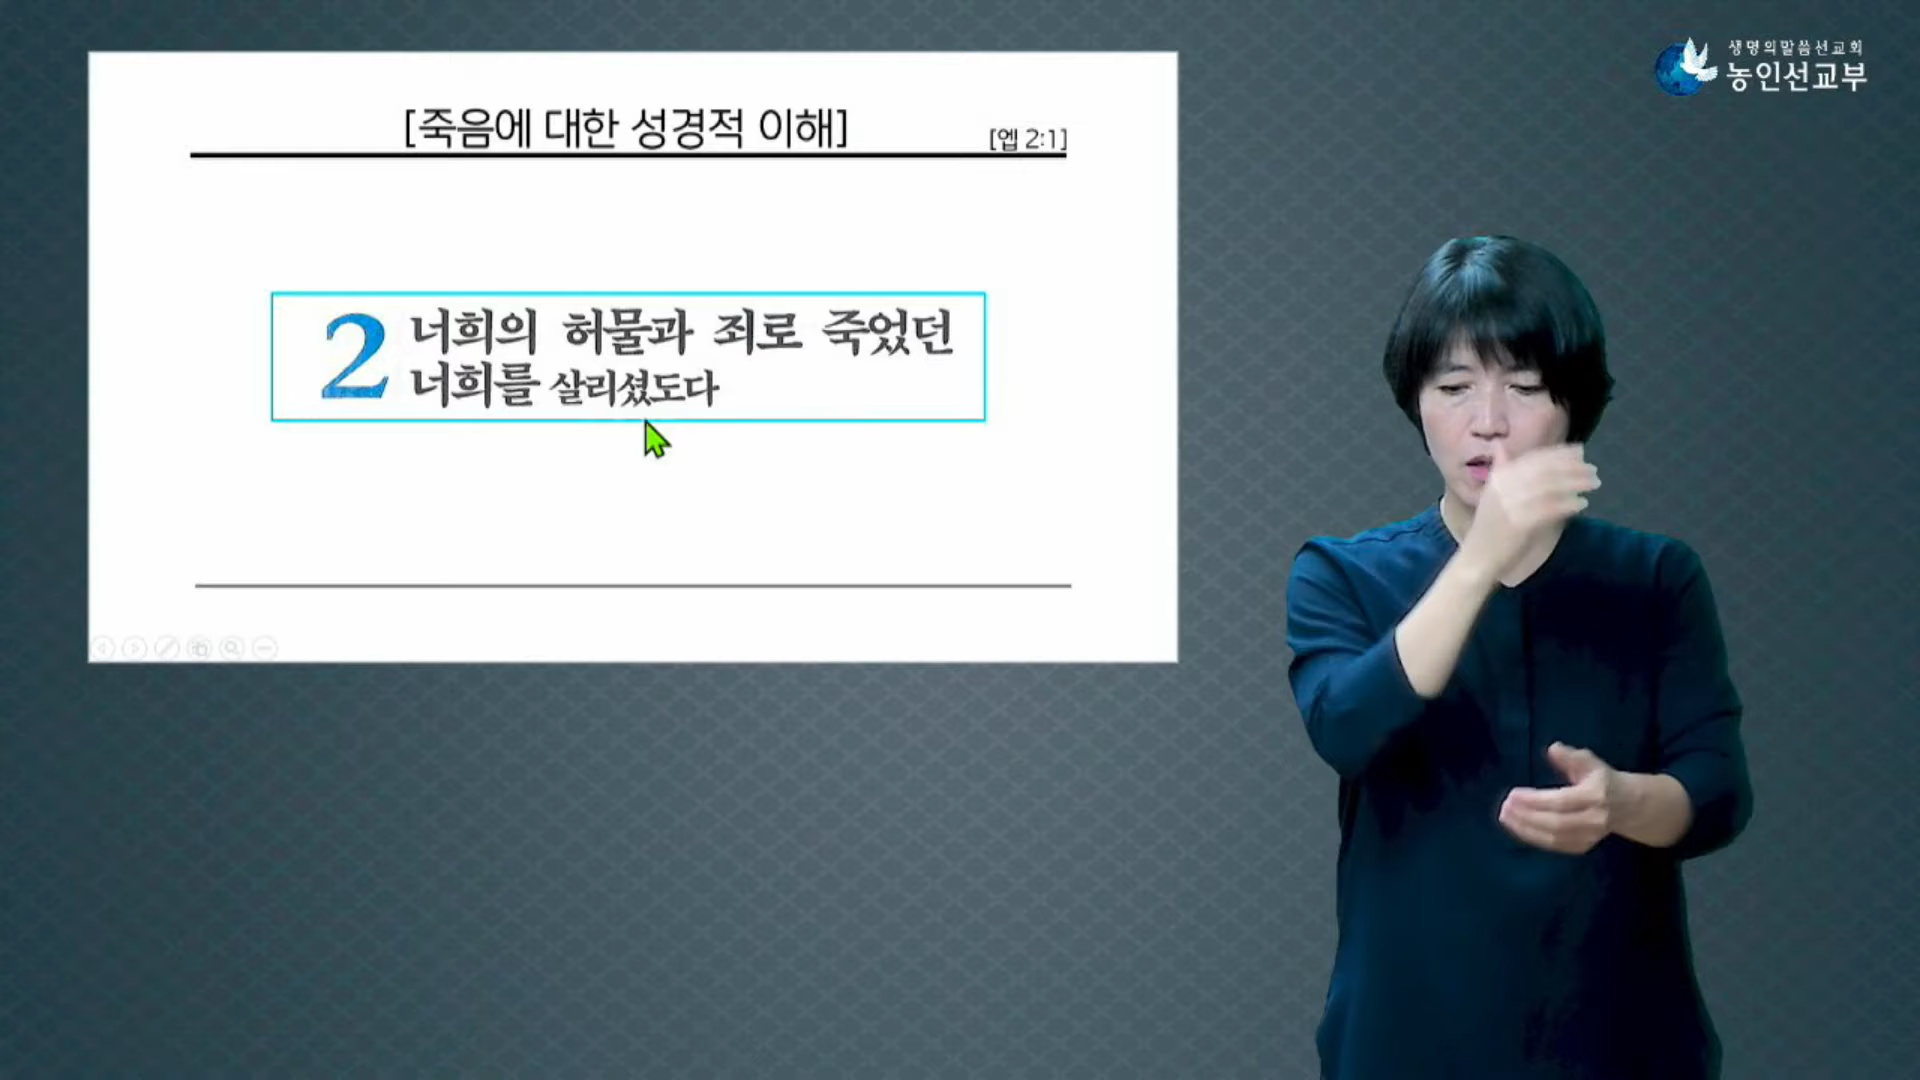 생명의말씀선교회
농인선교부
[죽음에 대한 성경적 이해]
[엡 2:1]
2 너희의 허물과 죄로 죽었던
너희를 살리셨도다